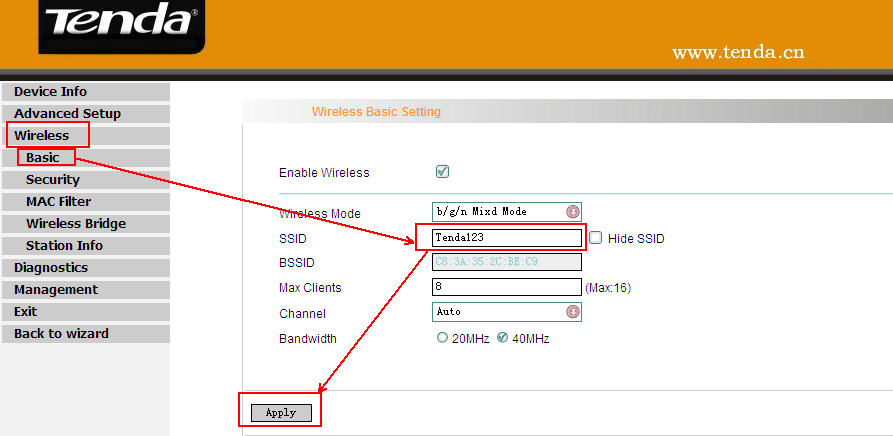 Tenda
www.tenda.cn
Device Info
Advanced Setup
Wireless
Basic
Security
MAC Filter
Wireless Bridge
Station Info
Diagnostics
Management
Exit
Back to wizard
Wireless Basic Setting
Enable Wireless
Wireless Mode b/g/n Mixd Mode
SSID Tenda123 Hide SSID
BSSID C8:3A:35:2C:BE:C9
Max Clients 8 (Max:16)
Channel Auto
Bandwidth 20MHz 40MHz
Apply